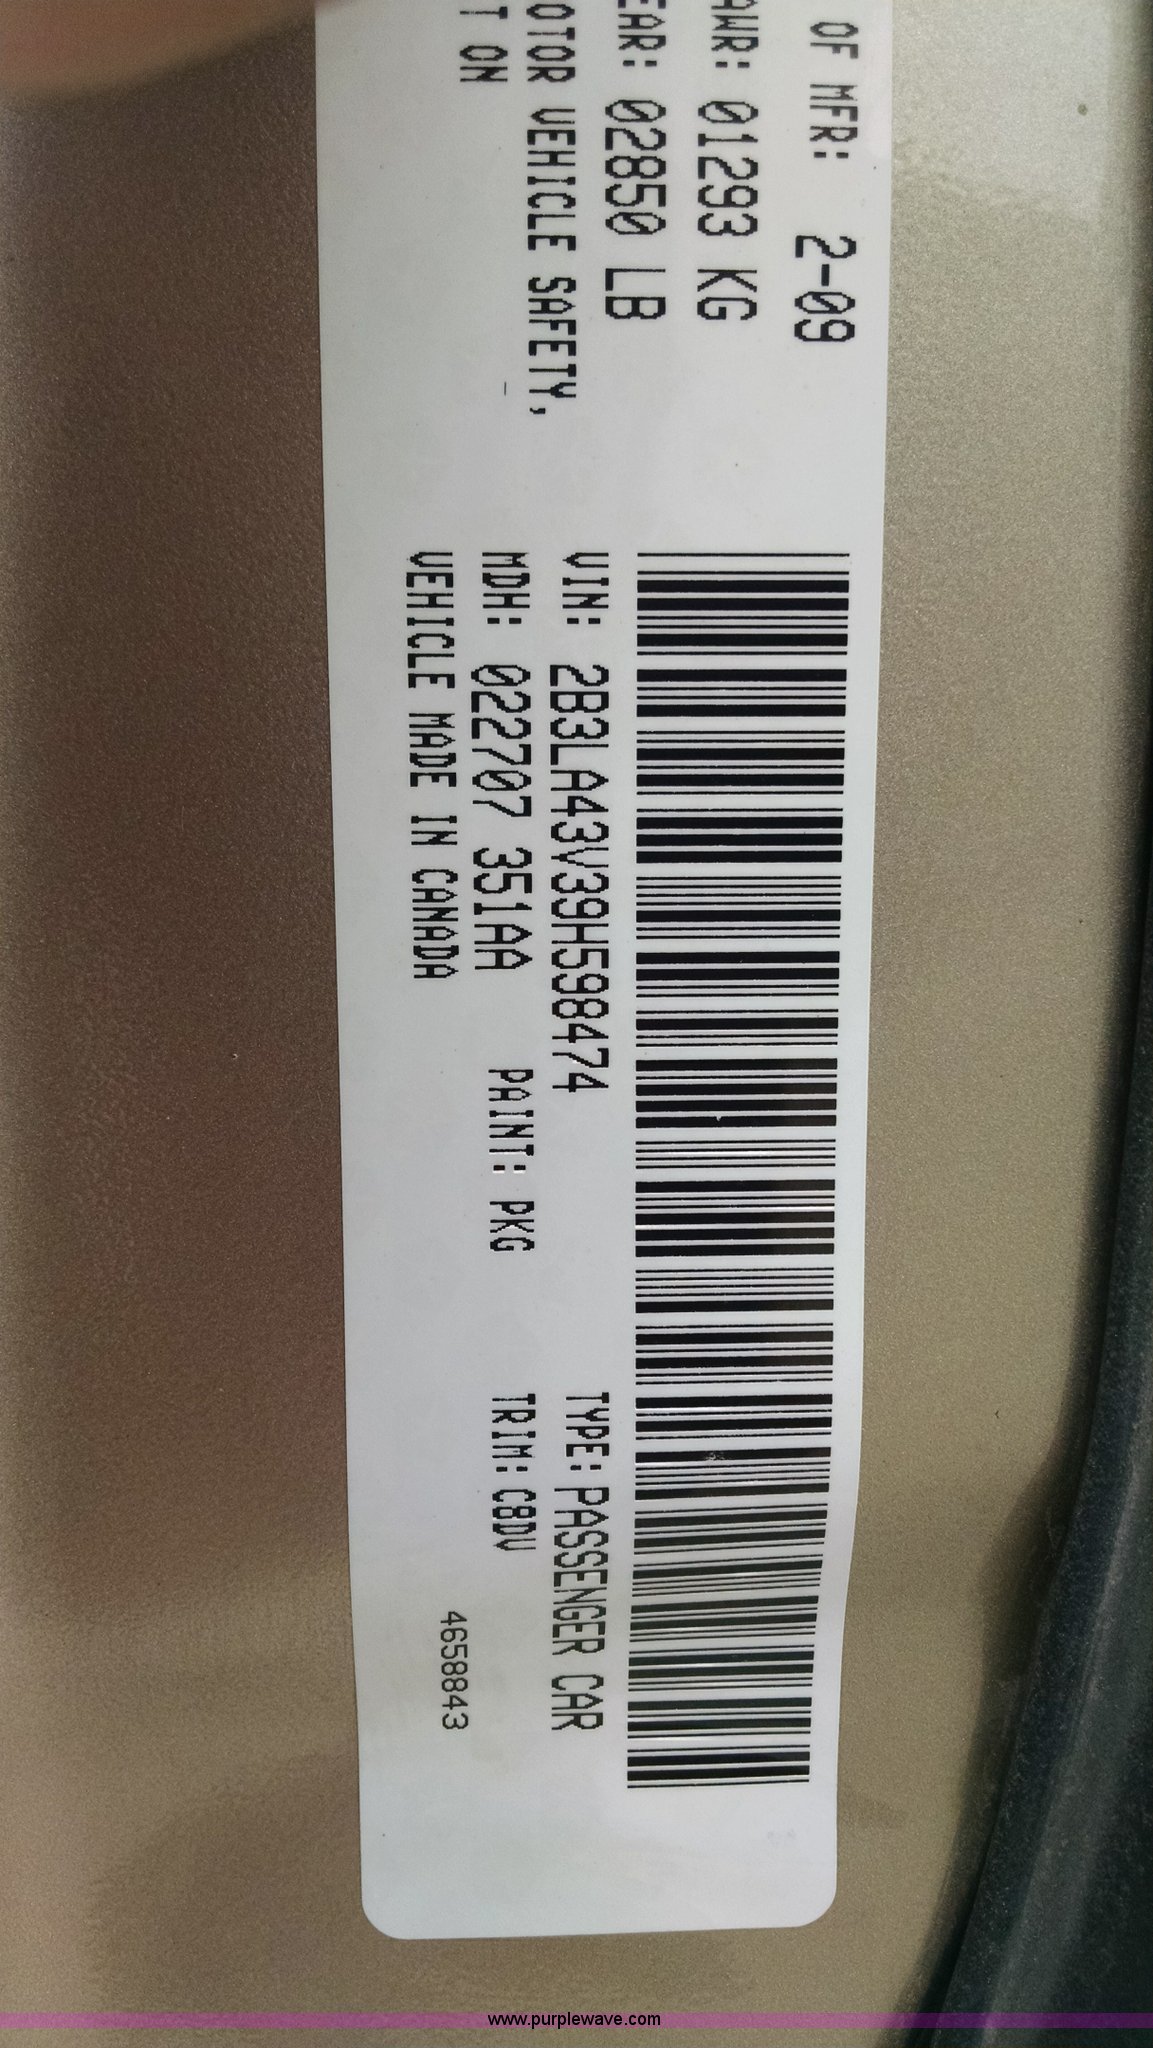 OF MFR: 2-09
AWR: 01293 KG
EAR: 02850 LB
OTOR VEHICLE SAFETY,
T ON
VIN: 2B3LA43V39H598474 TYPE: PASSENGER CAR
MDH: 022707 351AA PAINT: PKG TRIM: C8DV
VEHICLE MADE IN CANADA
4658843
www.purplewave.com